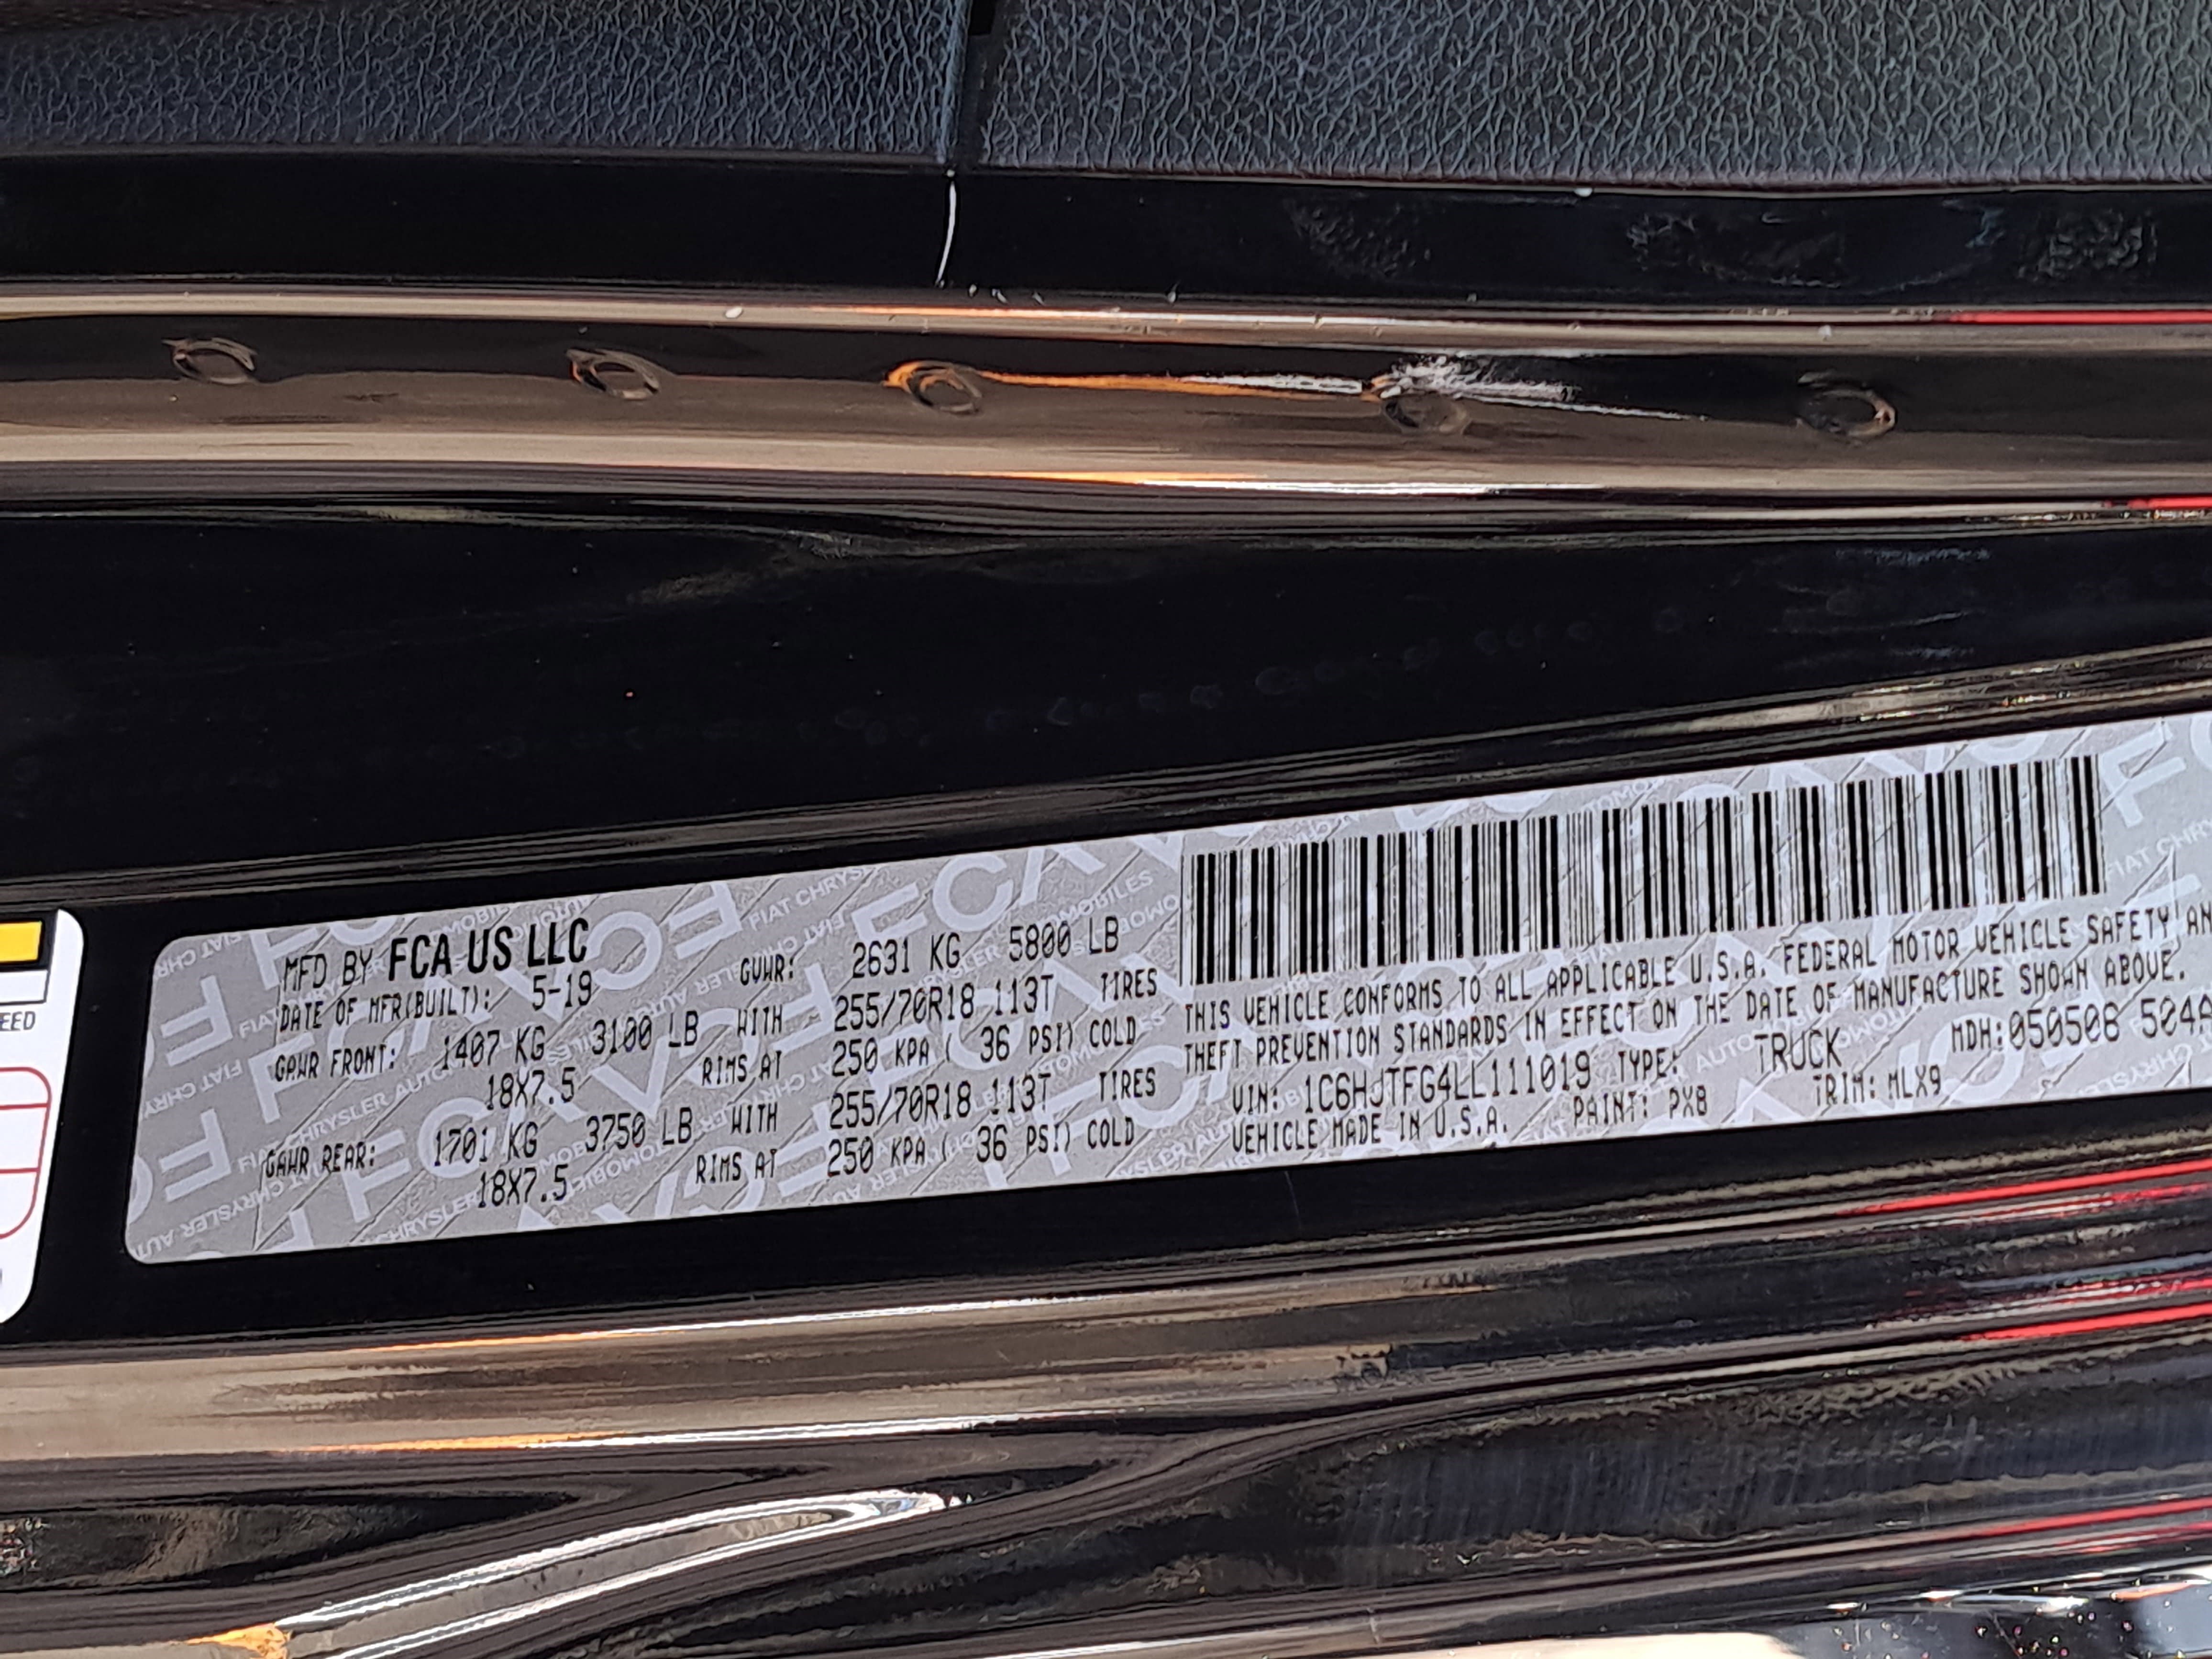 EED
MFD BY FCA US LLC
DATE OF MFR(BUILT): 5-19 GVWR: 2631 KG 5800 LB
GAWR FRONT: 1407 KG 3100 LB WITH 255/70R18 113T TIRES
18X7.5 RIMS AT 250 KPA ( 36 PSI) COLD
GAWR REAR: 1701 KG 3750 LB WITH 255/70R18 113T TIRES
18X7.5 RIMS AT 250 KPA ( 36 PSI) COLD
THIS VEHICLE CONFORMS TO ALL APPLICABLE U.S.A. FEDERAL MOTOR VEHICLE SAFETY AN
THEFT PREVENTION STANDARDS IN EFFECT ON THE DATE OF MANUFACTURE SHOWN ABOVE.
VIN: 1C6HJTFG4LL111019 TYPE: TRUCK MDH:050508 504A
VEHICLE MADE IN U.S.A. PAINT: PX8 TRIM: MLX9